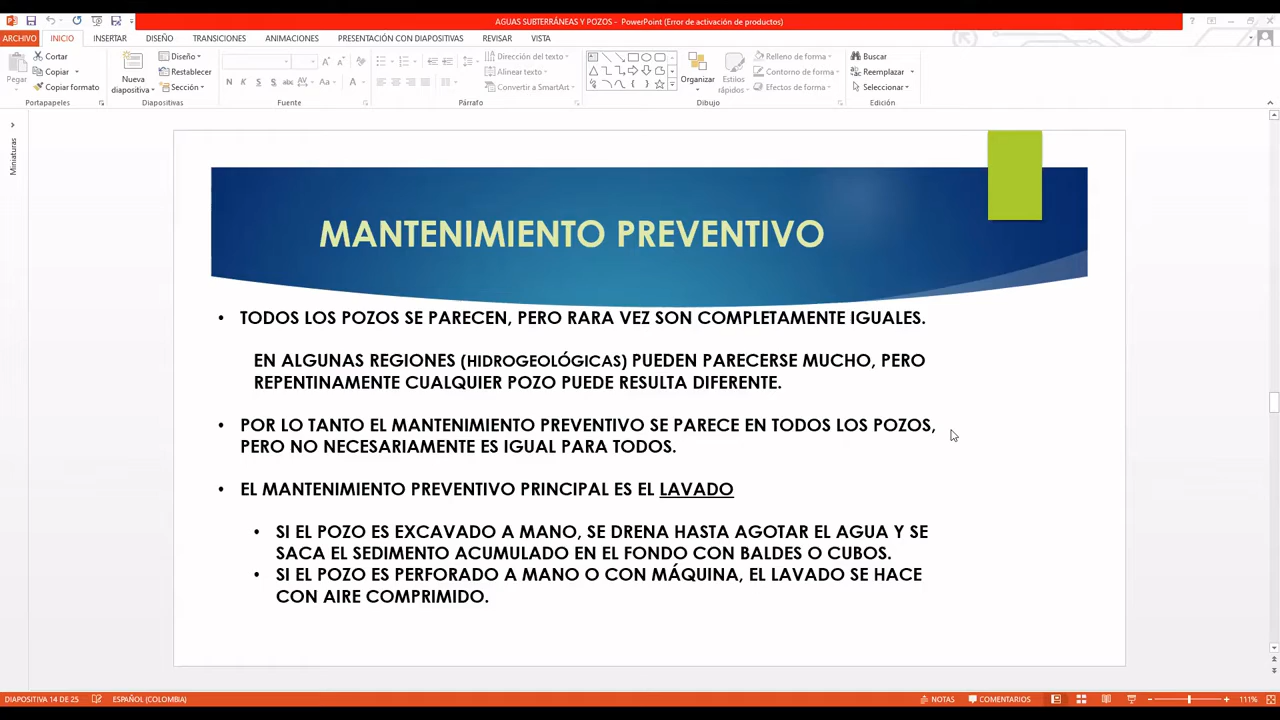 AGUAS SUBTERRÁNEAS Y POZOS - PowerPoint (Error de activación de productos)
ARCHIVO INICIO INSERTAR DISEÑO TRANSICIONES ANIMACIONES PRESENTACIÓN CON DIAPOSITIVAS REVISAR VISTA
Pegar
Cortar
Copiar
Copiar formato
Portapapeles
Nueva
diapositiva
Diseño
Restablecer
Sección
Diapositivas
N K S S abc AV Aa A
Fuente
Dirección del texto
Alinear texto
Convertir a SmartArt
Párrafo
Organizar
Estilos
rápidos
Relleno de forma
Contorno de forma
Efectos de forma
Dibujo
Buscar
Reemplazar
Seleccionar
Edición
Miniaturas
MANTENIMIENTO PREVENTIVO
• TODOS LOS POZOS SE PARECEN, PERO RARA VEZ SON COMPLETAMENTE IGUALES.
EN ALGUNAS REGIONES (HIDROGEOLÓGICAS) PUEDEN PARECERSE MUCHO, PERO
REPENTINAMENTE CUALQUIER POZO PUEDE RESULTA DIFERENTE.
• POR LO TANTO EL MANTENIMIENTO PREVENTIVO SE PARECE EN TODOS LOS POZOS,
PERO NO NECESARIAMENTE ES IGUAL PARA TODOS.
• EL MANTENIMIENTO PREVENTIVO PRINCIPAL ES EL LAVADO
• SI EL POZO ES EXCAVADO A MANO, SE DRENA HASTA AGOTAR EL AGUA Y SE
SACA EL SEDIMENTO ACUMULADO EN EL FONDO CON BALDES O CUBOS.
• SI EL POZO ES PERFORADO A MANO O CON MÁQUINA, EL LAVADO SE HACE
CON AIRE COMPRIMIDO.
DIAPOSITIVA 14 DE 25 ESPAÑOL (COLOMBIA) NOTAS COMENTARIOS 111%